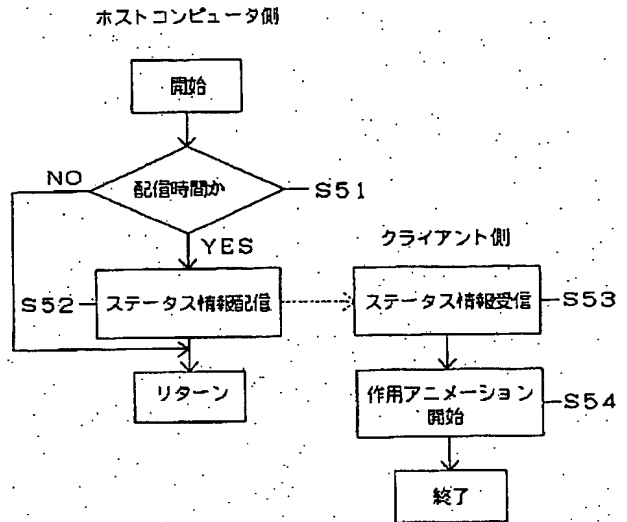 ホストコンピュータ側
開始
NO
配信時間か
S51
YES
クライアント側
S52
ステータス情報配信
ステータス情報受信
S53
リターン
作用アニメーション
開始
S54
終了